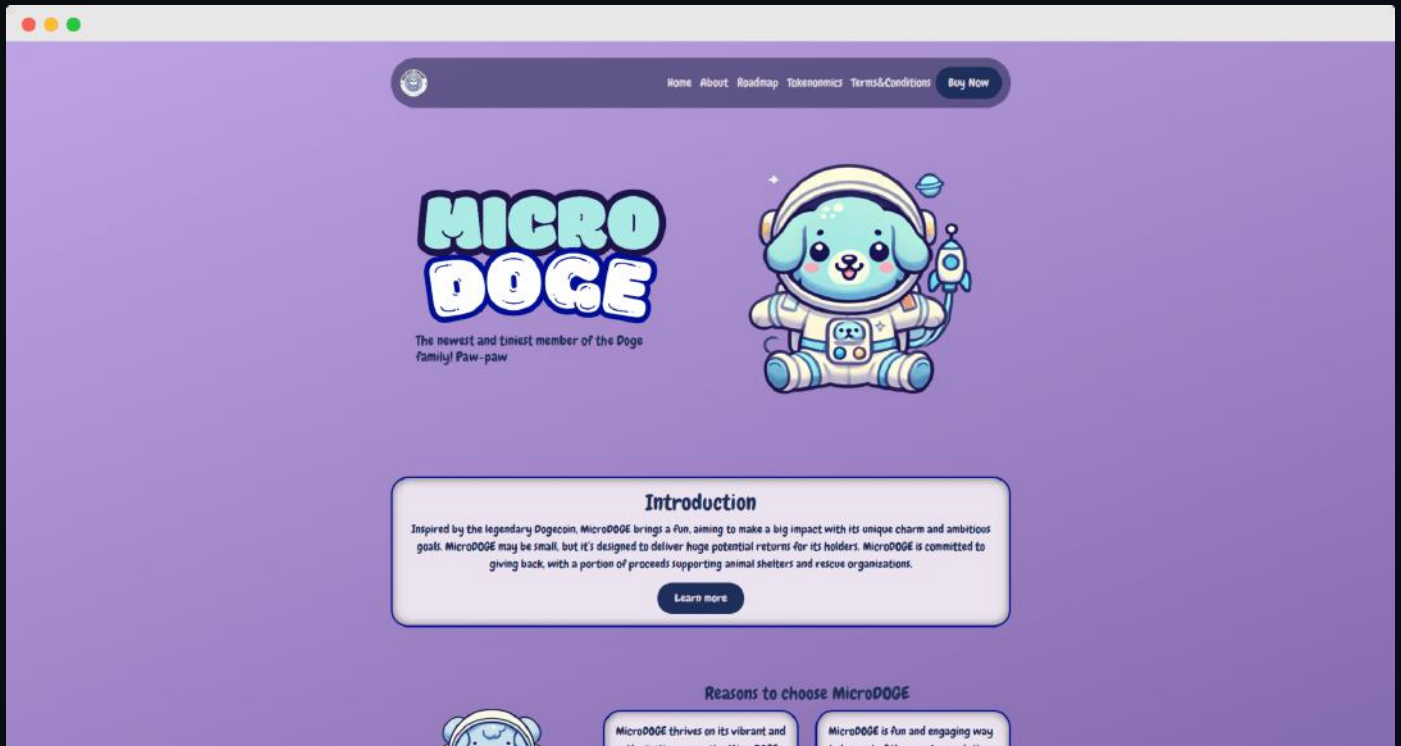 Home About Roadmap Tokenonmics Terms&Conditions Buy Now
MICRO
DOGE
The newest and tiniest member of the Doge
family! Paw-paw
Introduction
Inspired by the legendary Dogecoin, MicroDOGE brings a fun, aiming to make a big impact with its unique charm and ambitious
goals. MicroDOGE may be small, but it's designed to deliver huge potential returns for its holders. MicroDOGE is committed to
giving back, with a portion of proceeds supporting animal shelters and rescue organizations.
Learn more
Reasons to choose MicroDOGE
MicroDOGE thrives on its vibrant and
MicroDOGE is fun and engaging way